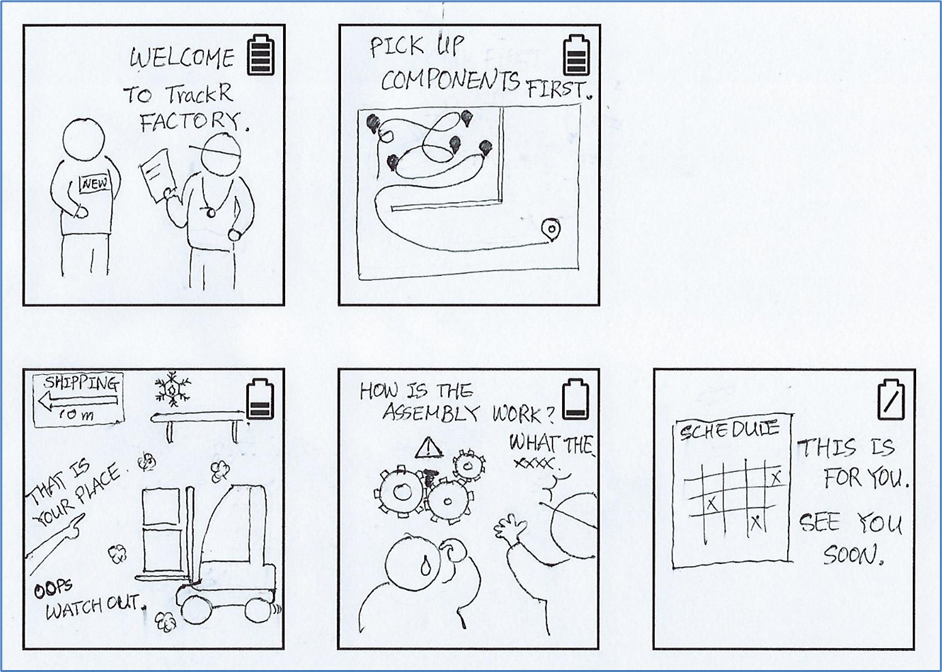 WELCOME
TO TrackR
FACTORY.
NEW
PICK UP
COMPONENTS FIRST.
SHIPPING
10 m
THAT IS
YOUR PLACE.
OOPS
WATCH OUT.
HOW IS THE
ASSEMBLY WORK?
WHAT THE
XXXX.
SCHEDULE
X
X
X
THIS IS
FOR YOU.
SEE YOU
SOON.